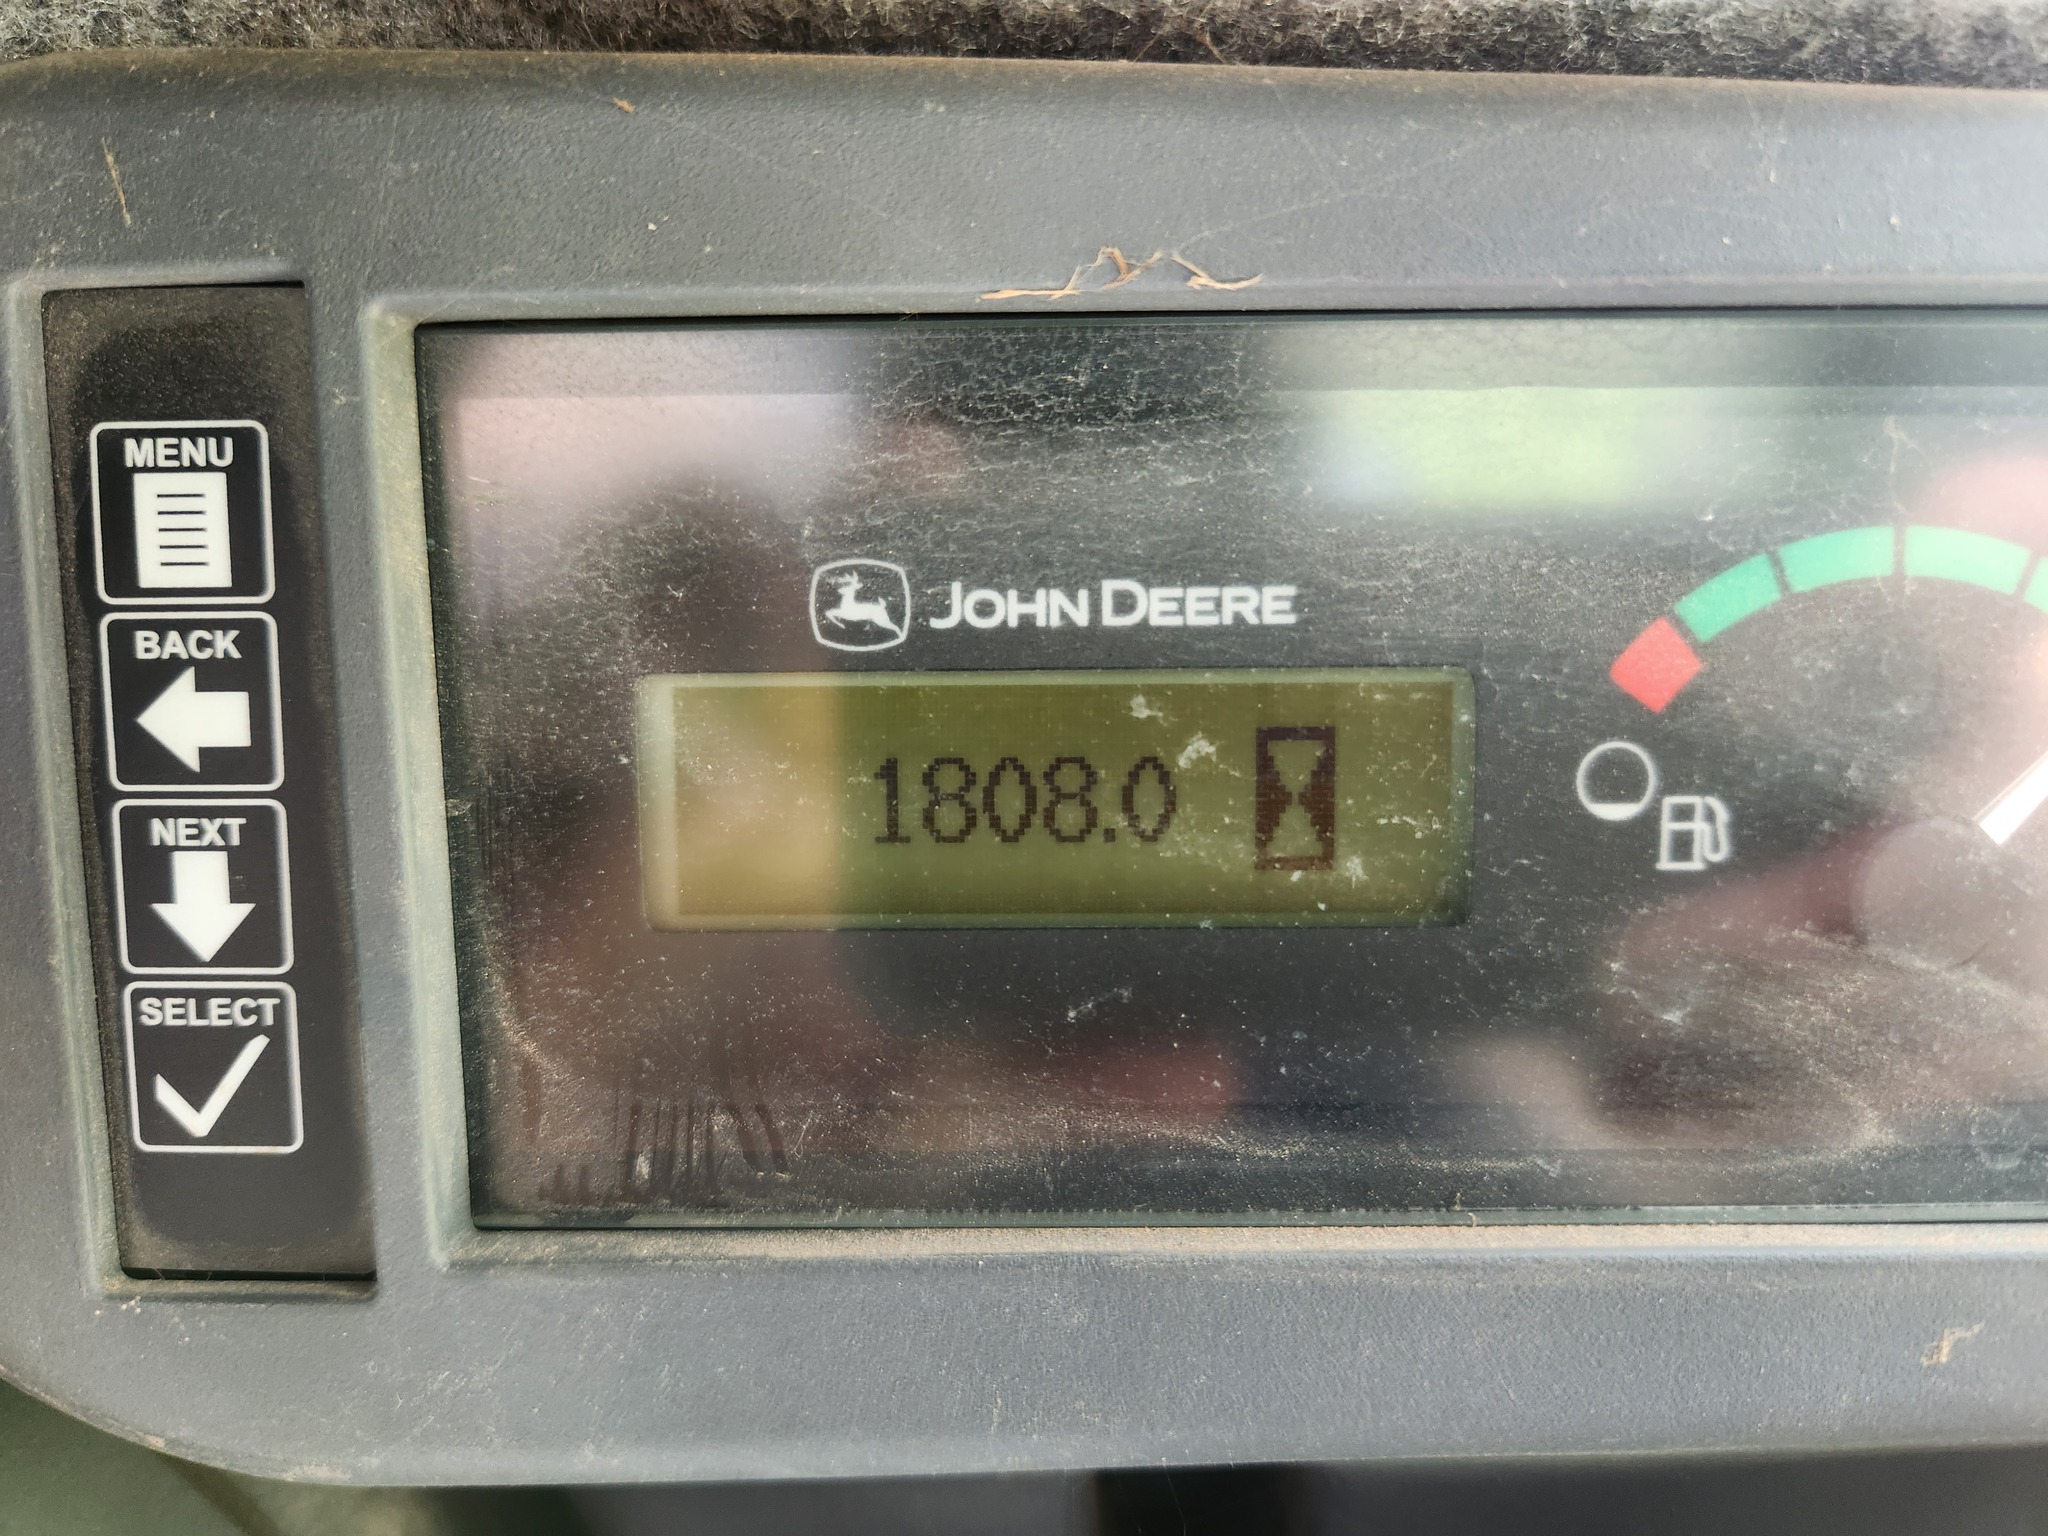 MENU
BACK
NEXT
SELECT
JOHN DEERE
1808.0